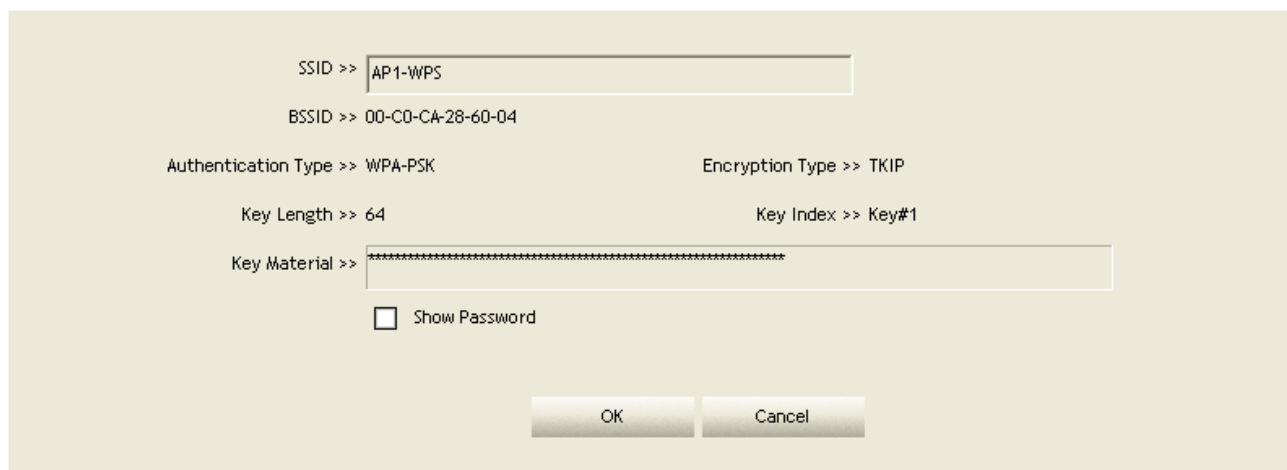 SSID >> AP1-WPS
BSSID >> 00-C0-CA-28-60-04
Authentication Type >> WPA-PSK Encryption Type >> TKIP
Key Length >> 64 Key Index >> Key#1
Key Material >> ****************************************************************
Show Password
OK Cancel